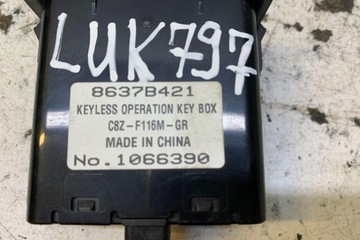 LUK797
8637B421
KEYLESS OPERATION KEY BOX
C8Z-F116M-GR
MADE IN CHINA
No.1066390